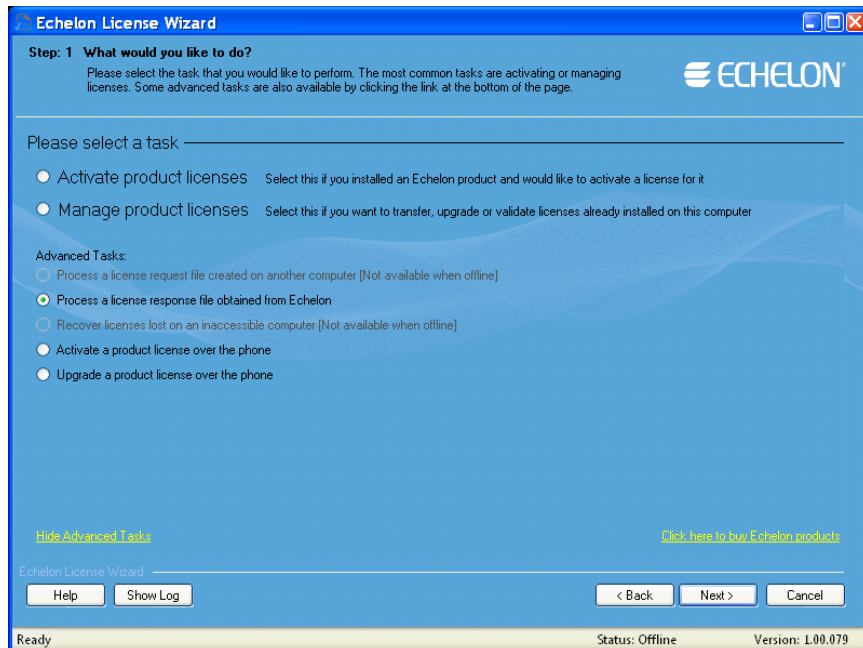 Echelon License Wizard
Step: 1 What would you like to do?
Please select the task that you would like to perform. The most common tasks are activating or managing
licenses. Some advanced tasks are also available by clicking the link at the bottom of the page.
ECHELON
Please select a task
Activate product licenses Select this if you installed an Echelon product and would like to activate a license for it
Manage product licenses Select this if you want to transfer, upgrade or validate licenses already installed on this computer
Advanced Tasks:
Process a license request file created on another computer [Not available when offline]
Process a license response file obtained from Echelon
Recover licenses lost on an inaccessible computer [Not available when offline]
Activate a product license over the phone
Upgrade a product license over the phone
Hide Advanced Tasks Click here to buy Echelon products
Echelon License Wizard
Help Show Log < Back Next > Cancel
Ready Status: Offline Version: 1.00.079